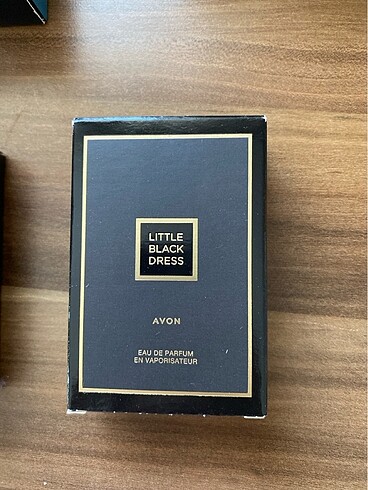 LITTLE
BLACK
DRESS
AVON
EAU DE PARFUM
EN VAPORISATEUR